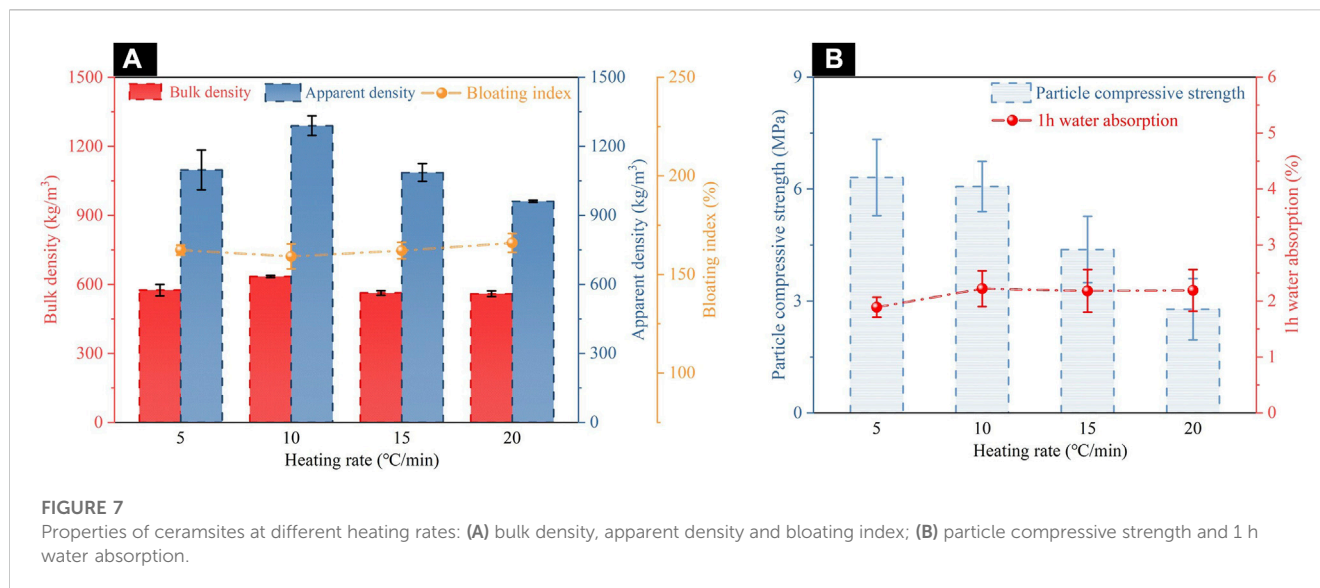 A
Bulk density
Apparent density
Bloating index
Bulk density (kg/m³)
1500
1200
900
600
300
0
Apparent density (kg/m³)
1500
1200
900
600
300
0
Bloating index (%)
250
200
150
100
5 10 15 20
Heating rate (°C/min)
B
Particle compressive strength
1h water absorption
Particle compressive strength (MPa)
9
6
3
0
1h water absorption (%)
6
5
4
3
2
1
0
5 10 15 20
Heating rate (°C/min)
FIGURE 7
Properties of ceramsites at different heating rates: (A) bulk density, apparent density and bloating index; (B) particle compressive strength and 1 h
water absorption.